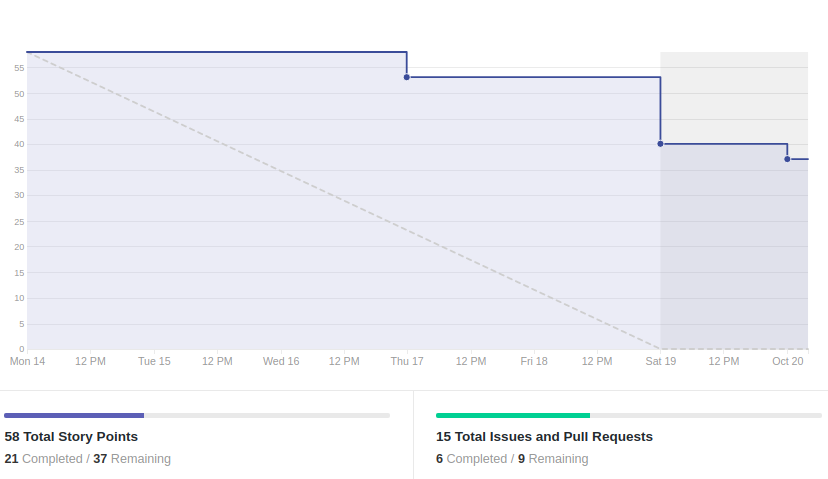 55
50
45
40
35
30
25
20
15
10
5
0
Mon 14 12 PM Tue 15 12 PM Wed 16 12 PM Thu 17 12 PM Fri 18 12 PM Sat 19 12 PM Oct 20
58 Total Story Points
21 Completed / 37 Remaining
15 Total Issues and Pull Requests
6 Completed / 9 Remaining